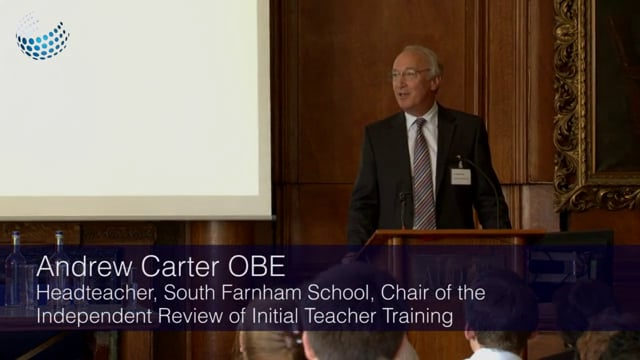 Andrew Carter OBE
Headteacher, South Farnham School, Chair of the
Independent Review of Initial Teacher Training